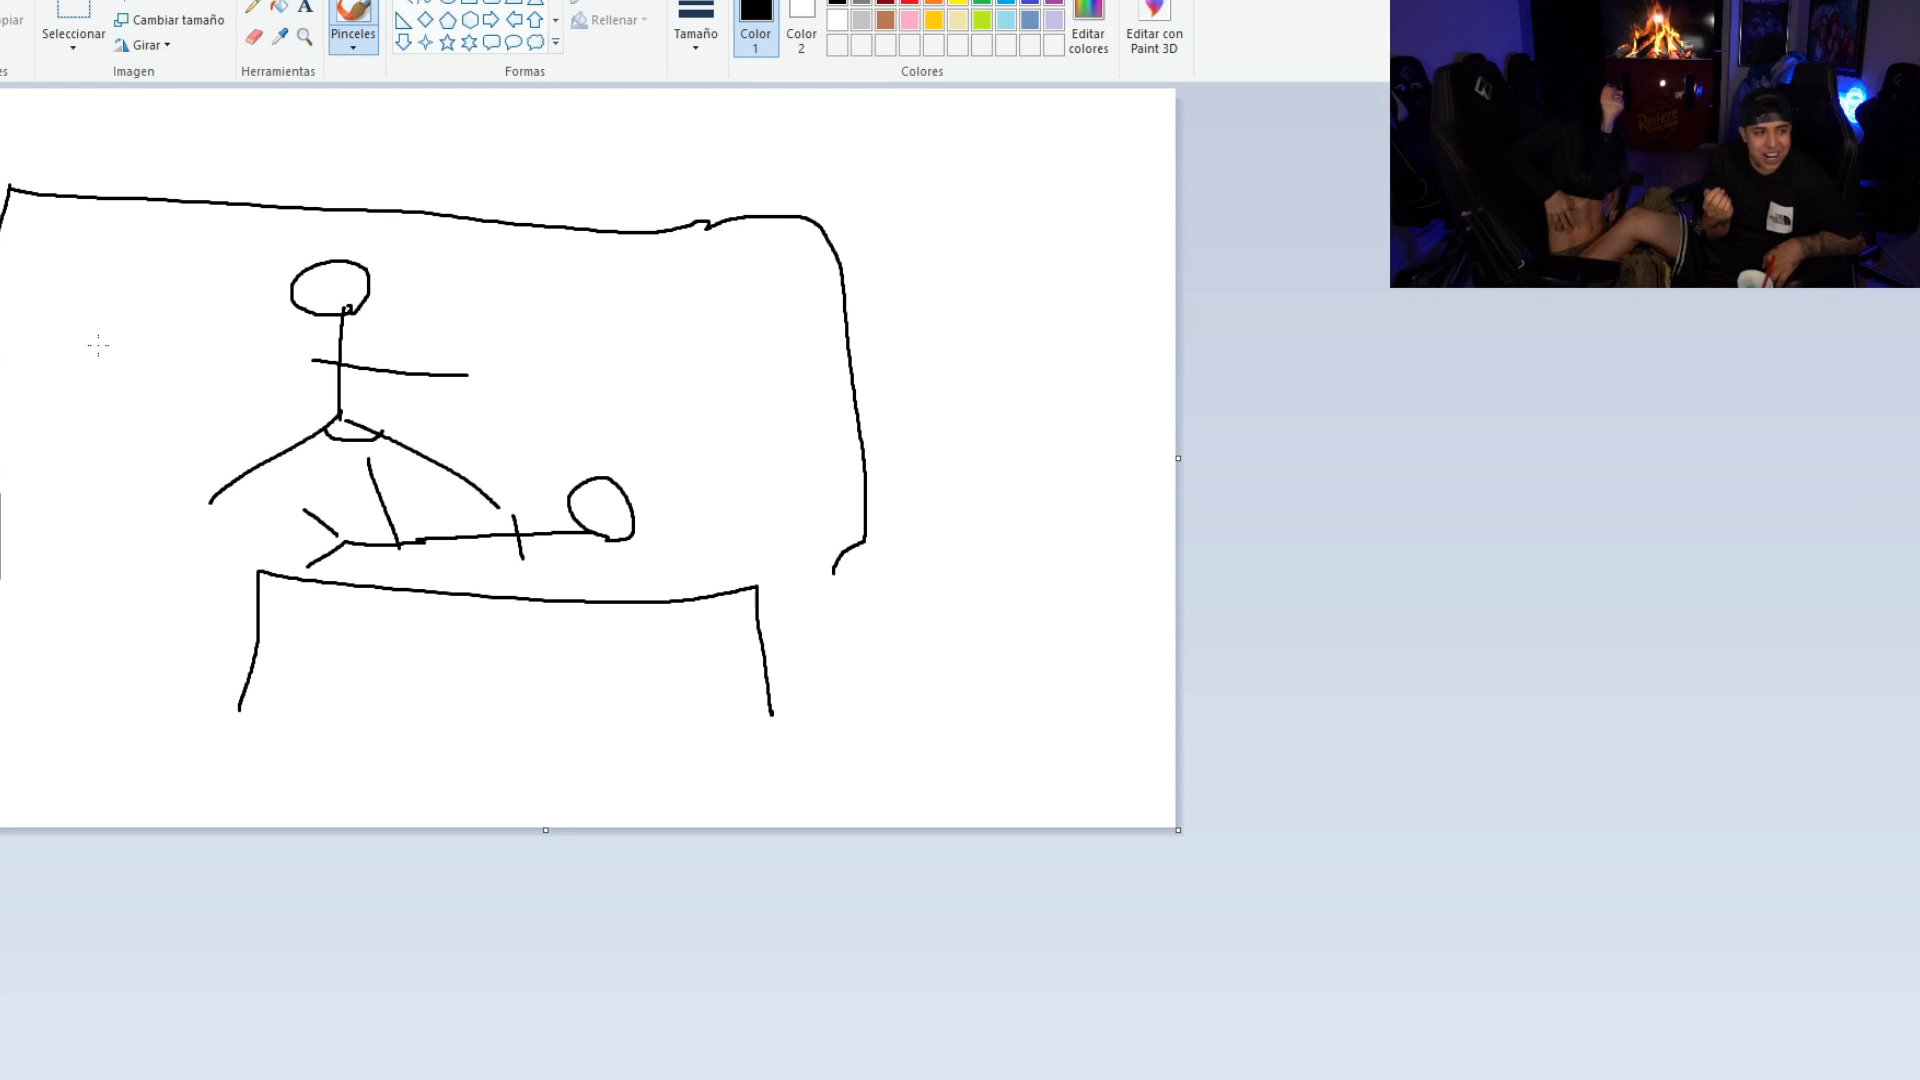 piar
Seleccionar
Cambiar tamaño
Girar
Imagen
A
Herramientas
Pinceles
Rellenar
Formas
Tamaño
Color
1
Color
2
Editar
colores
Editar con
Paint 3D
Colores